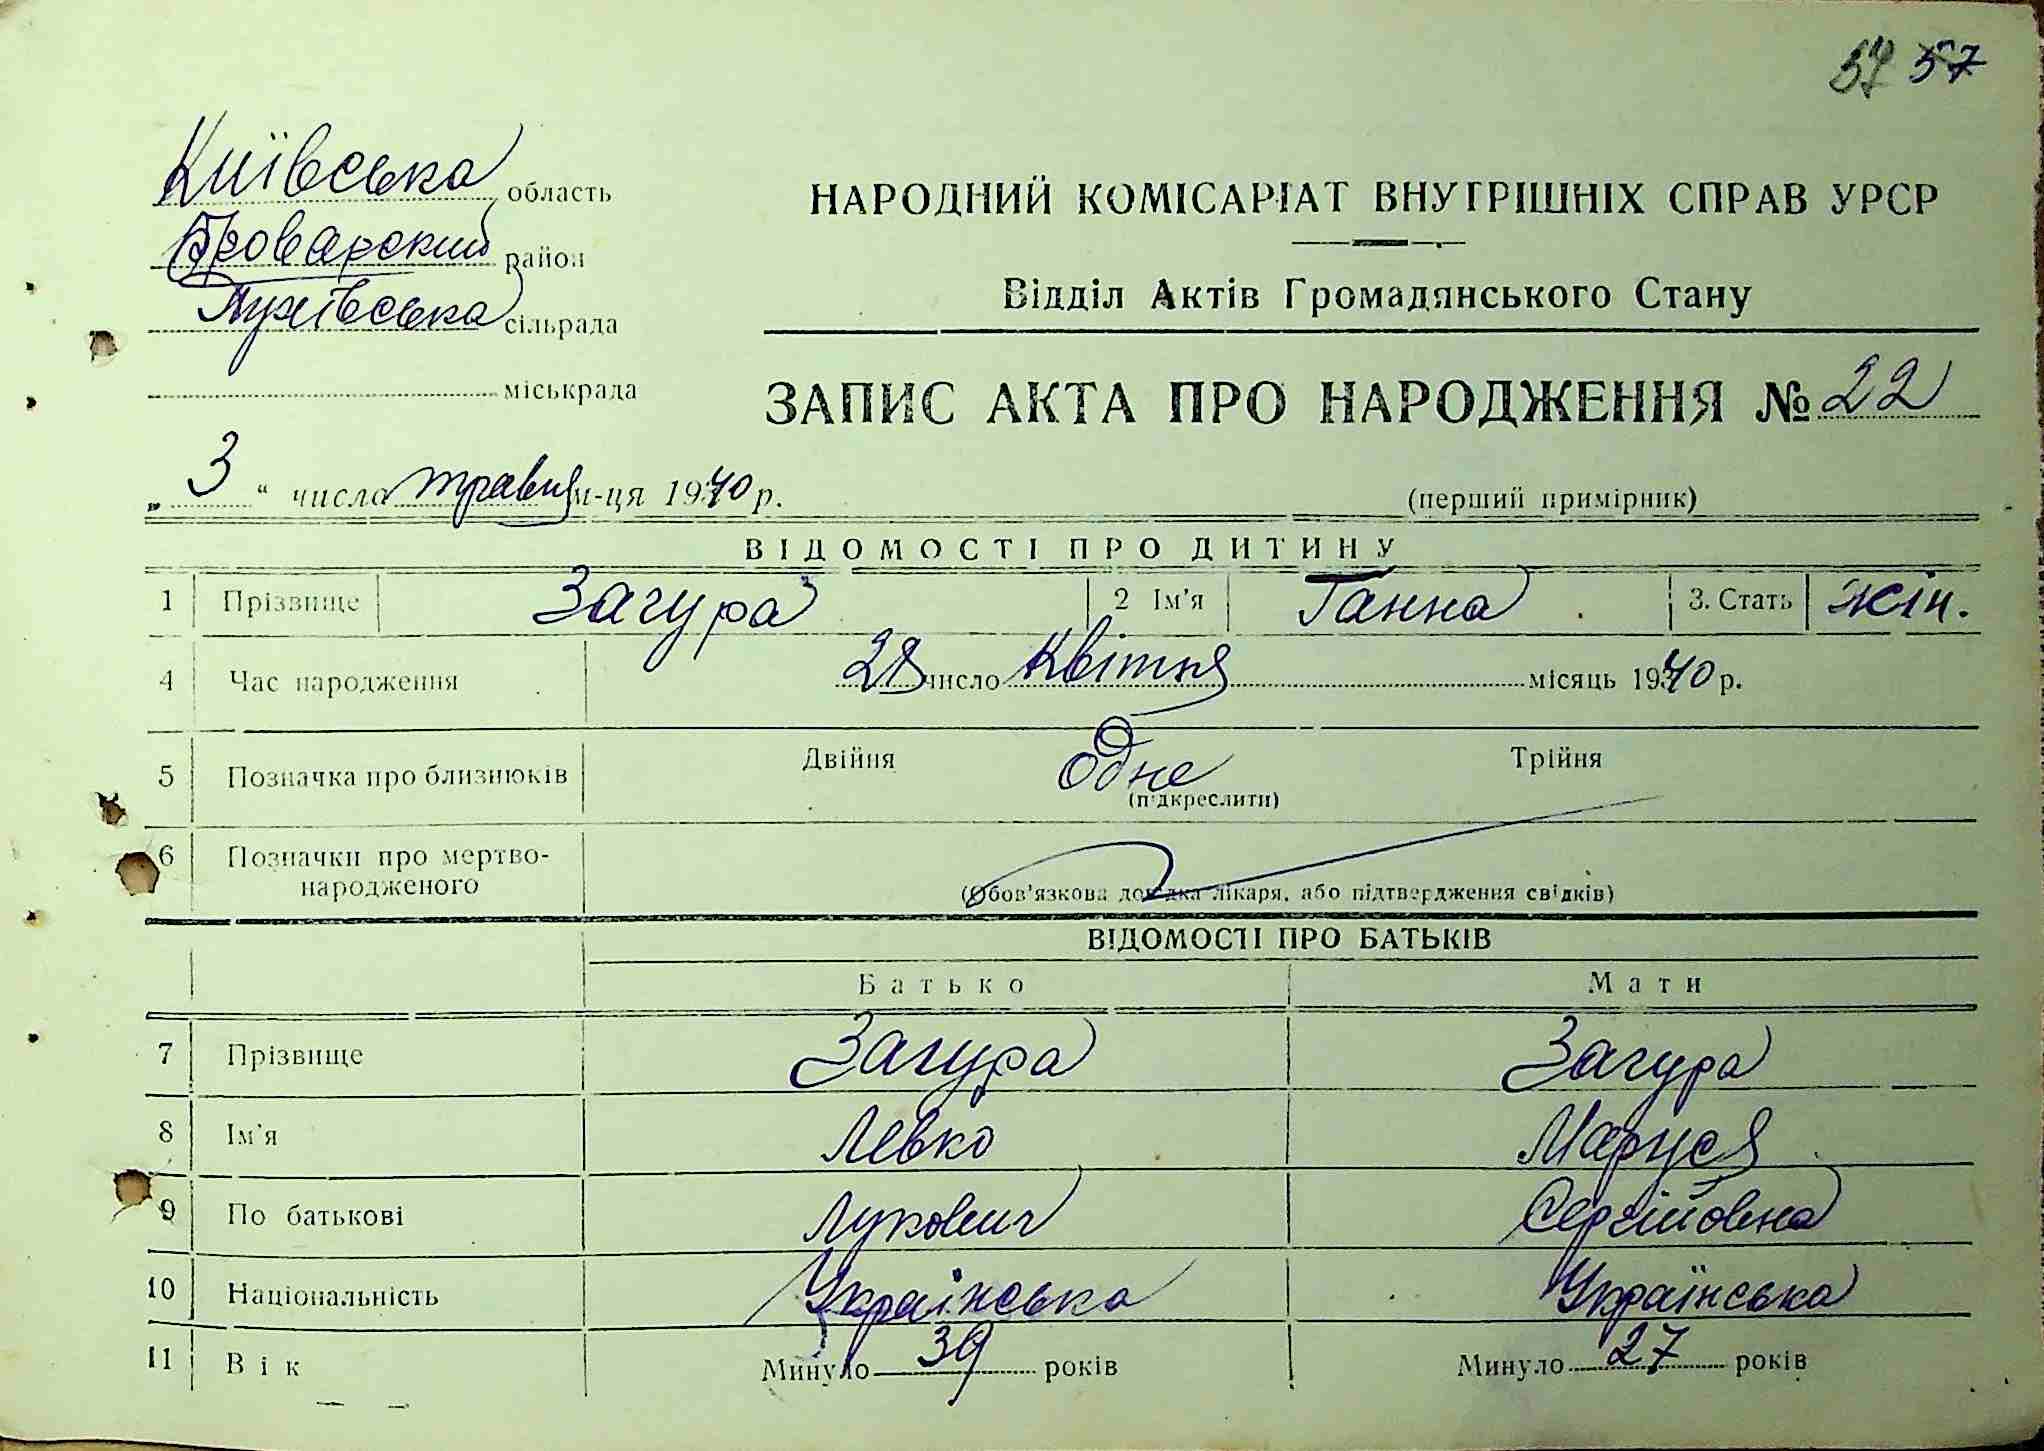 57 57
Київська область
Броварский район
Пухівська сільрада
міськрада
НАРОДНИЙ КОМІСАРІАТ ВНУТРІШНІХ СПРАВ УРСР
Відділ Актів Громадянського Стану
ЗАПИС АКТА ПРО НАРОДЖЕННЯ № 22
„ 3 “ числа травня м-ця 1940 р.
(перший примірник)
ВІДОМОСТІ ПРО ДИТИНУ
1 Прізвище Загура 2 Ім'я Ганна 3. Стать жін.
4 Час народження 28 число Квітня місяць 1940 р.
5 Позначка про близнюків Двійня Одне Трійня
(підкреслити)
6 Позначки про мертво-
народженого (Обов'язкова довідка лікаря, або підтвердження свідків)
ВІДОМОСТІ ПРО БАТЬКІВ
Батько Мати
7 Прізвище Загура Загура
8 Ім'я Левко Маруся
9 По батькові Лукович Сергійовна
10 Національність Українська Українська
11 Вік Минуло 39 років Минуло 27 років